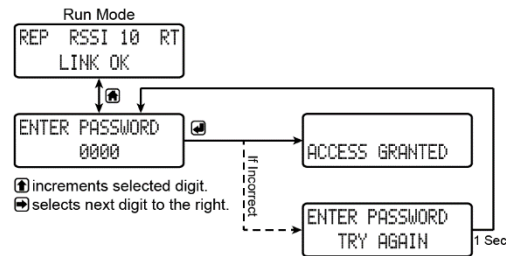 Run Mode
REP RSSI 10 RT
LINK OK
ENTER PASSWORD
0000
If Incorrect
ACCESS GRANTED
increments selected digit.
selects next digit to the right.
ENTER PASSWORD
TRY AGAIN
1 Sec